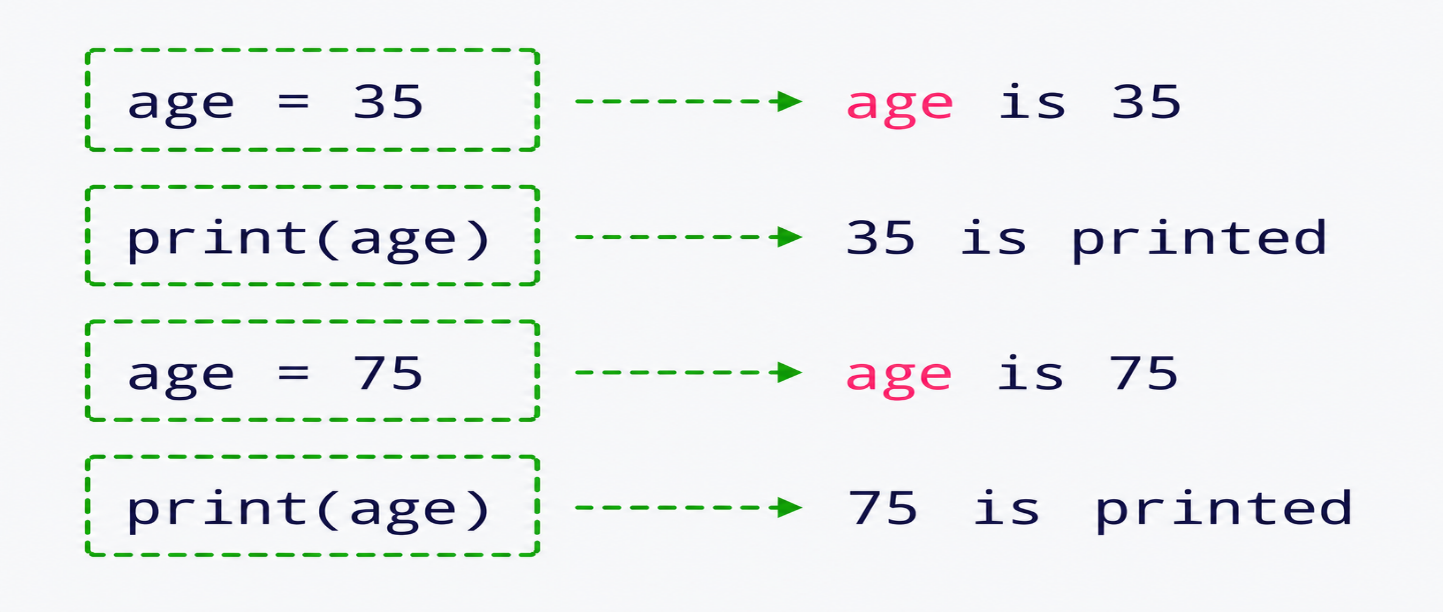 age = 35 age is 35
print(age) 35 is printed
age = 75 age is 75
print(age) 75 is printed